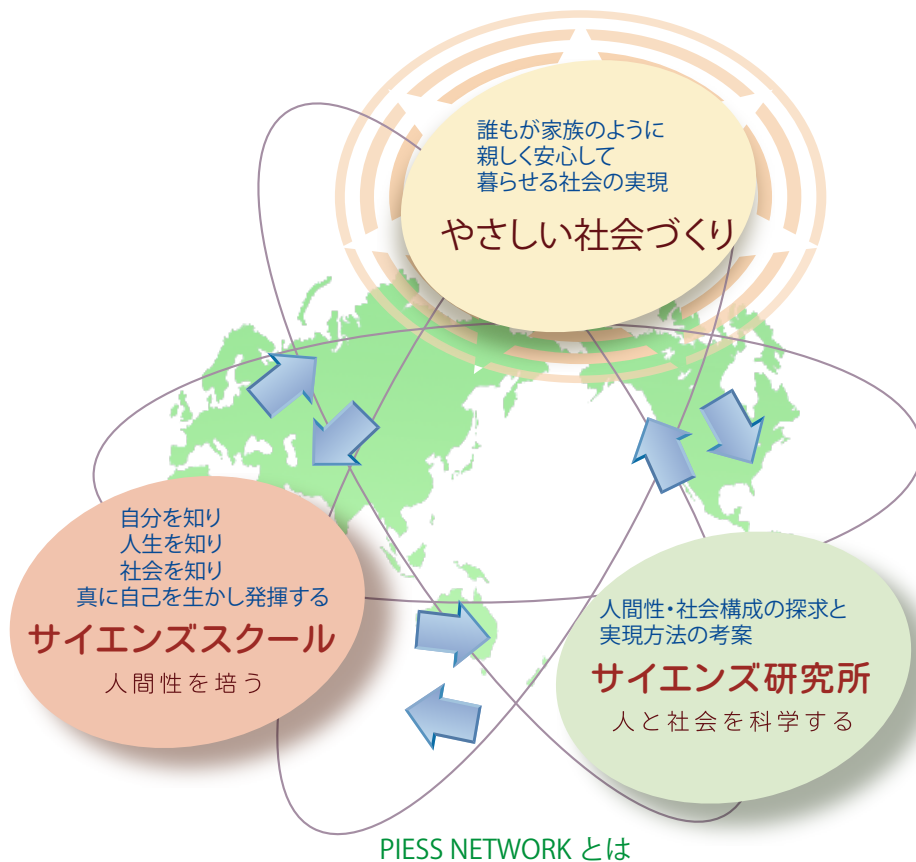 誰もが家族のように
親しく安心して
暮らせる社会の実現
やさしい社会づくり
自分を知り
人生を知り
社会を知り
真に自己を生かし発揮する
サイエンズスクール
人間性を培う
人間性・社会構成の探求と
実現方法の考案
サイエンズ研究所
人と社会を科学する
PIESS NETWORK とは